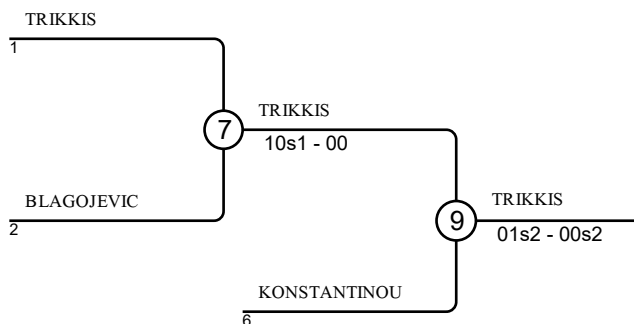 TRIKKIS
1
7
TRIKKIS
10s1 - 00
BLAGOJEVIC
2
9
TRIKKIS
01s2 - 00s2
KONSTANTINOU
6